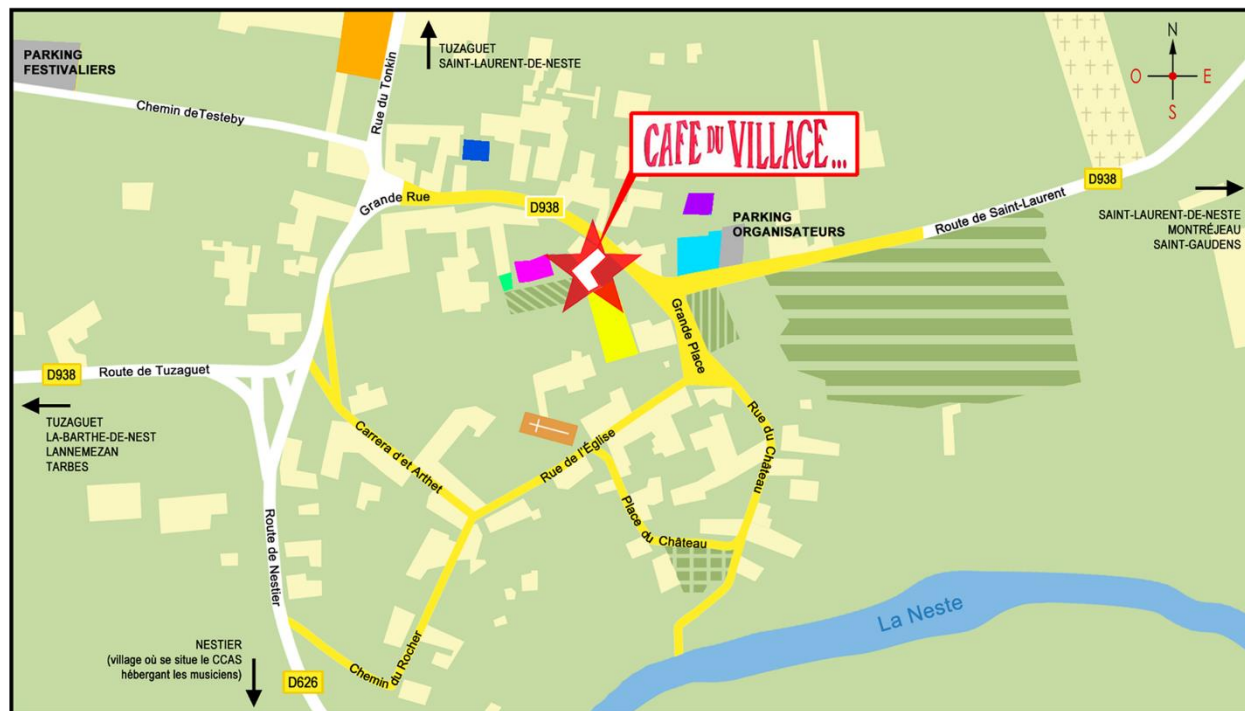 PARKING
FESTIVALIERS
TUZAGUET
SAINT-LAURENT-DE-NESTE
N
O
E
S
Chemin deTesteby
Rue du Tonkin
CAFE DU VILLAGE...
Grande Rue
D938
PARKING
ORGANISATEURS
Route de Saint-Laurent
D938
SAINT-LAURENT-DE-NESTE
MONTRÉJEAU
SAINT-GAUDENS
Grande Place
D938
Route de Tuzaguet
TUZAGUET
LA-BARTHE-DE-NEST
LANNEMEZAN
TARBES
Carrera d'et Arthet
Rue de l'Église
Rue du Château
Place du Château
Route de Nestier
La Neste
NESTIER
(village où se situe le CCAS
hébergant les musiciens)
D626
Chemin du Rocher